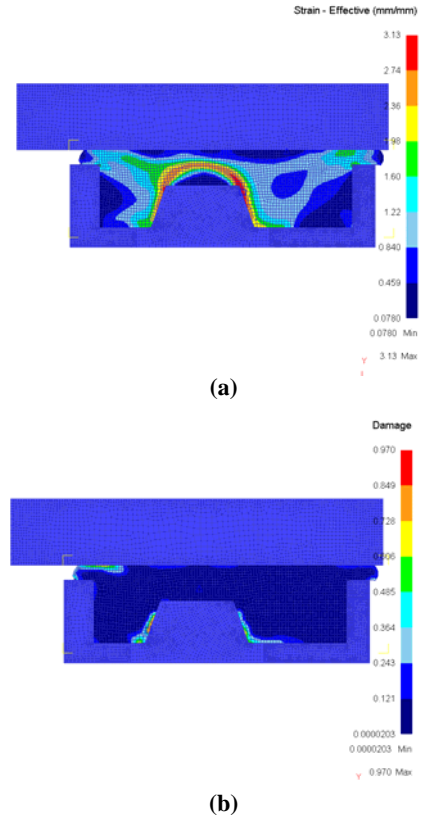 Strain - Effective (mm/mm)
3.13
2.74
2.36
1.98
1.60
1.22
0.840
0.459
0.0780
0.0780 Min
Y
3.13 Max
(a)
Damage
0.970
0.849
0.728
0.606
0.485
0.364
0.243
0.121
0.0000203
0.0000203 Min
Y 0.970 Max
(b)